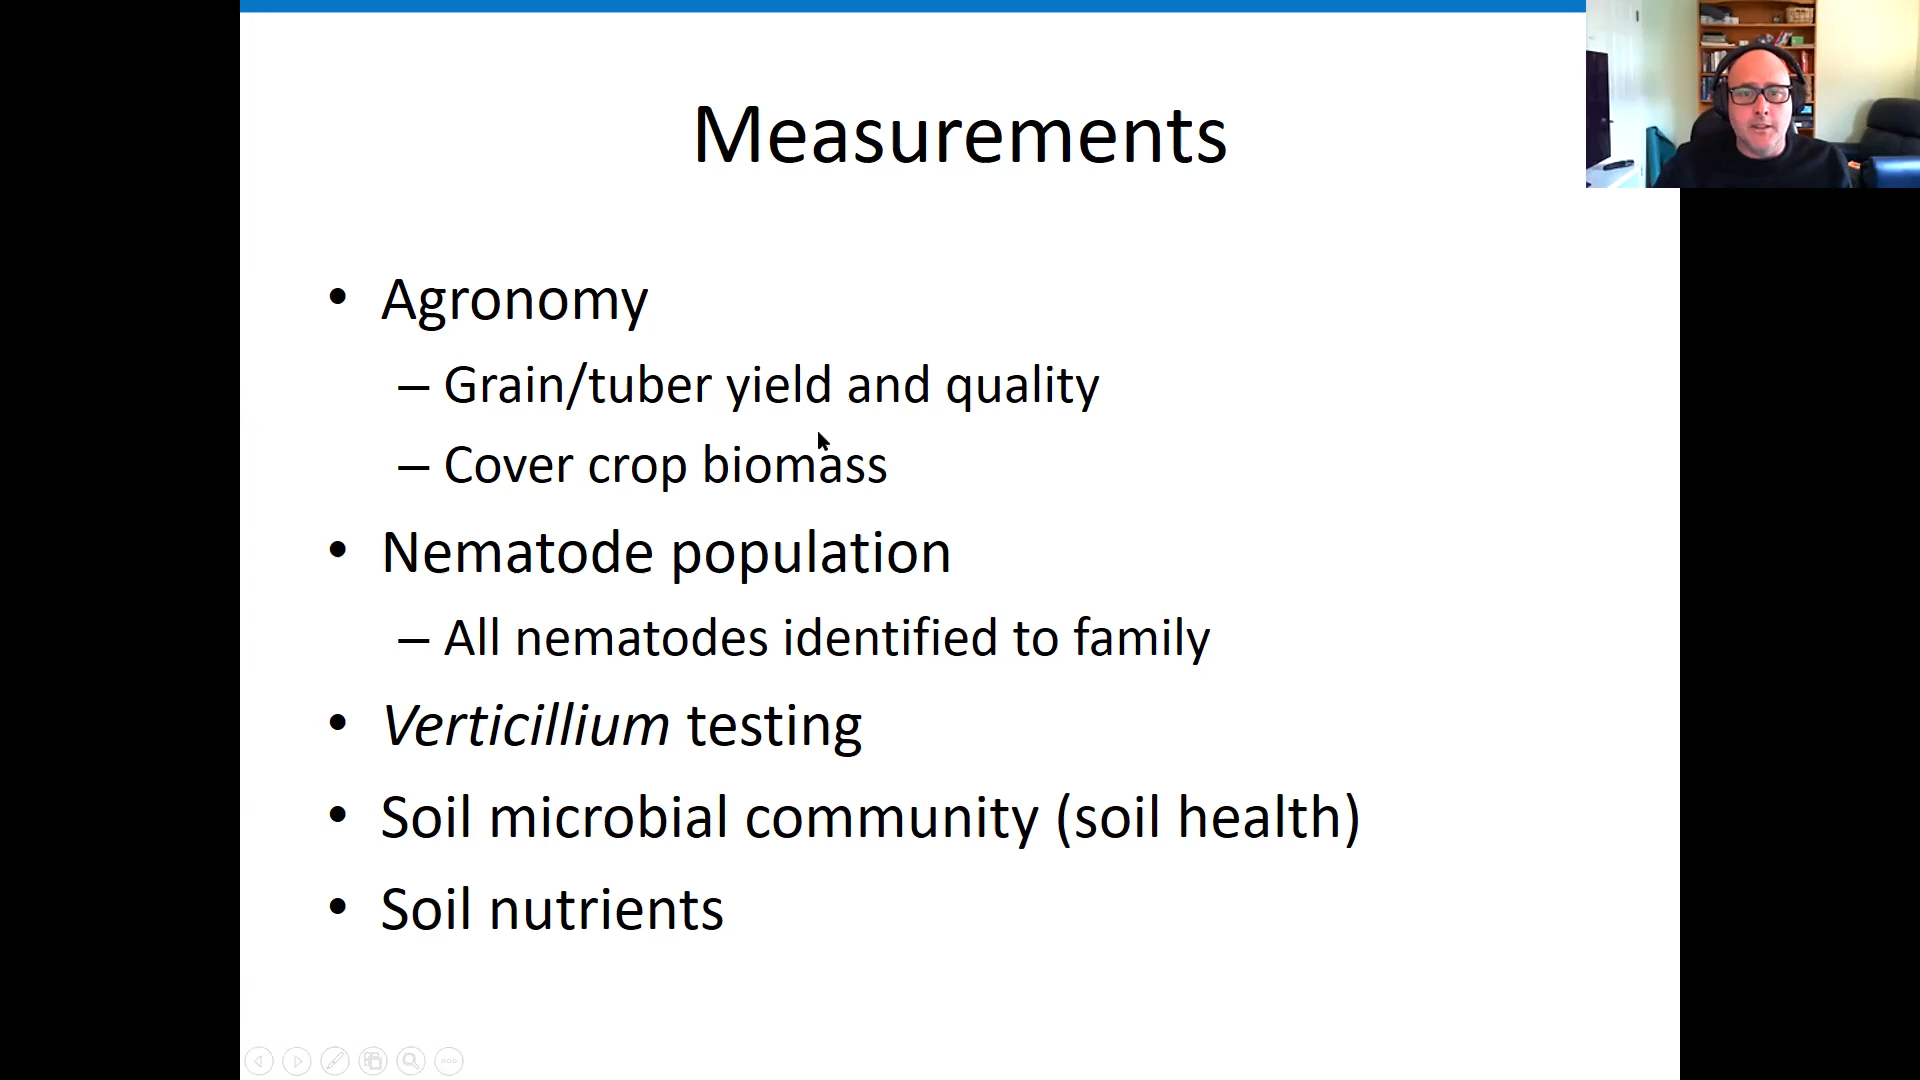 Measurements
• Agronomy
– Grain/tuber yield and quality
– Cover crop biomass
• Nematode population
– All nematodes identified to family
• Verticillium testing
• Soil microbial community (soil health)
• Soil nutrients